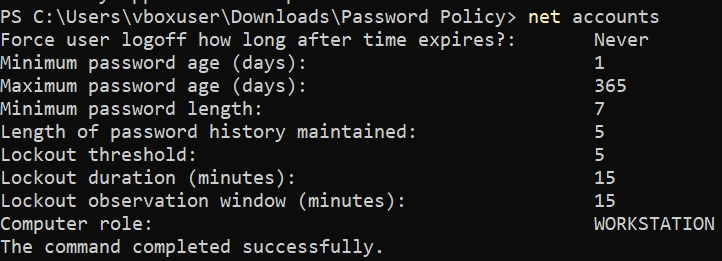 PS C:\Users\vboxuser\Downloads\Password Policy> net accounts
Force user logoff how long after time expires?: Never
Minimum password age (days): 1
Maximum password age (days): 365
Minimum password length: 7
Length of password history maintained: 5
Lockout threshold: 5
Lockout duration (minutes): 15
Lockout observation window (minutes): 15
Computer role: WORKSTATION
The command completed successfully.